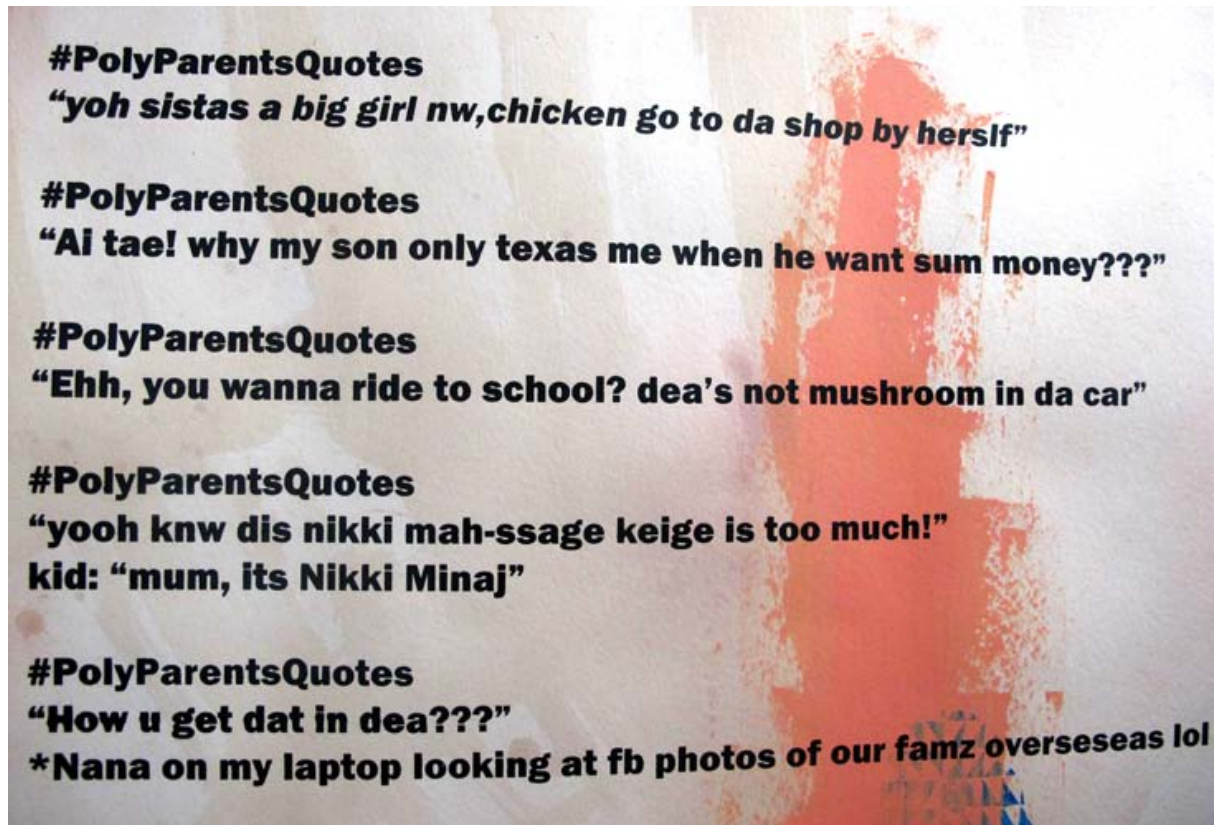 #PolyParentsQuotes
“yoh sistas a big girl nw,chicken go to da shop by herslf”
#PolyParentsQuotes
“Ai tae! why my son only texas me when he want sum money???”
#PolyParentsQuotes
“Ehh, you wanna ride to school? dea’s not mushroom in da car”
#PolyParentsQuotes
“yooh knw dis nikki mah-ssage keige is too much!”
kid: “mum, its Nikki Minaj”
#PolyParentsQuotes
“How u get dat in dea???”
*Nana on my laptop looking at fb photos of our famz overseseas lol